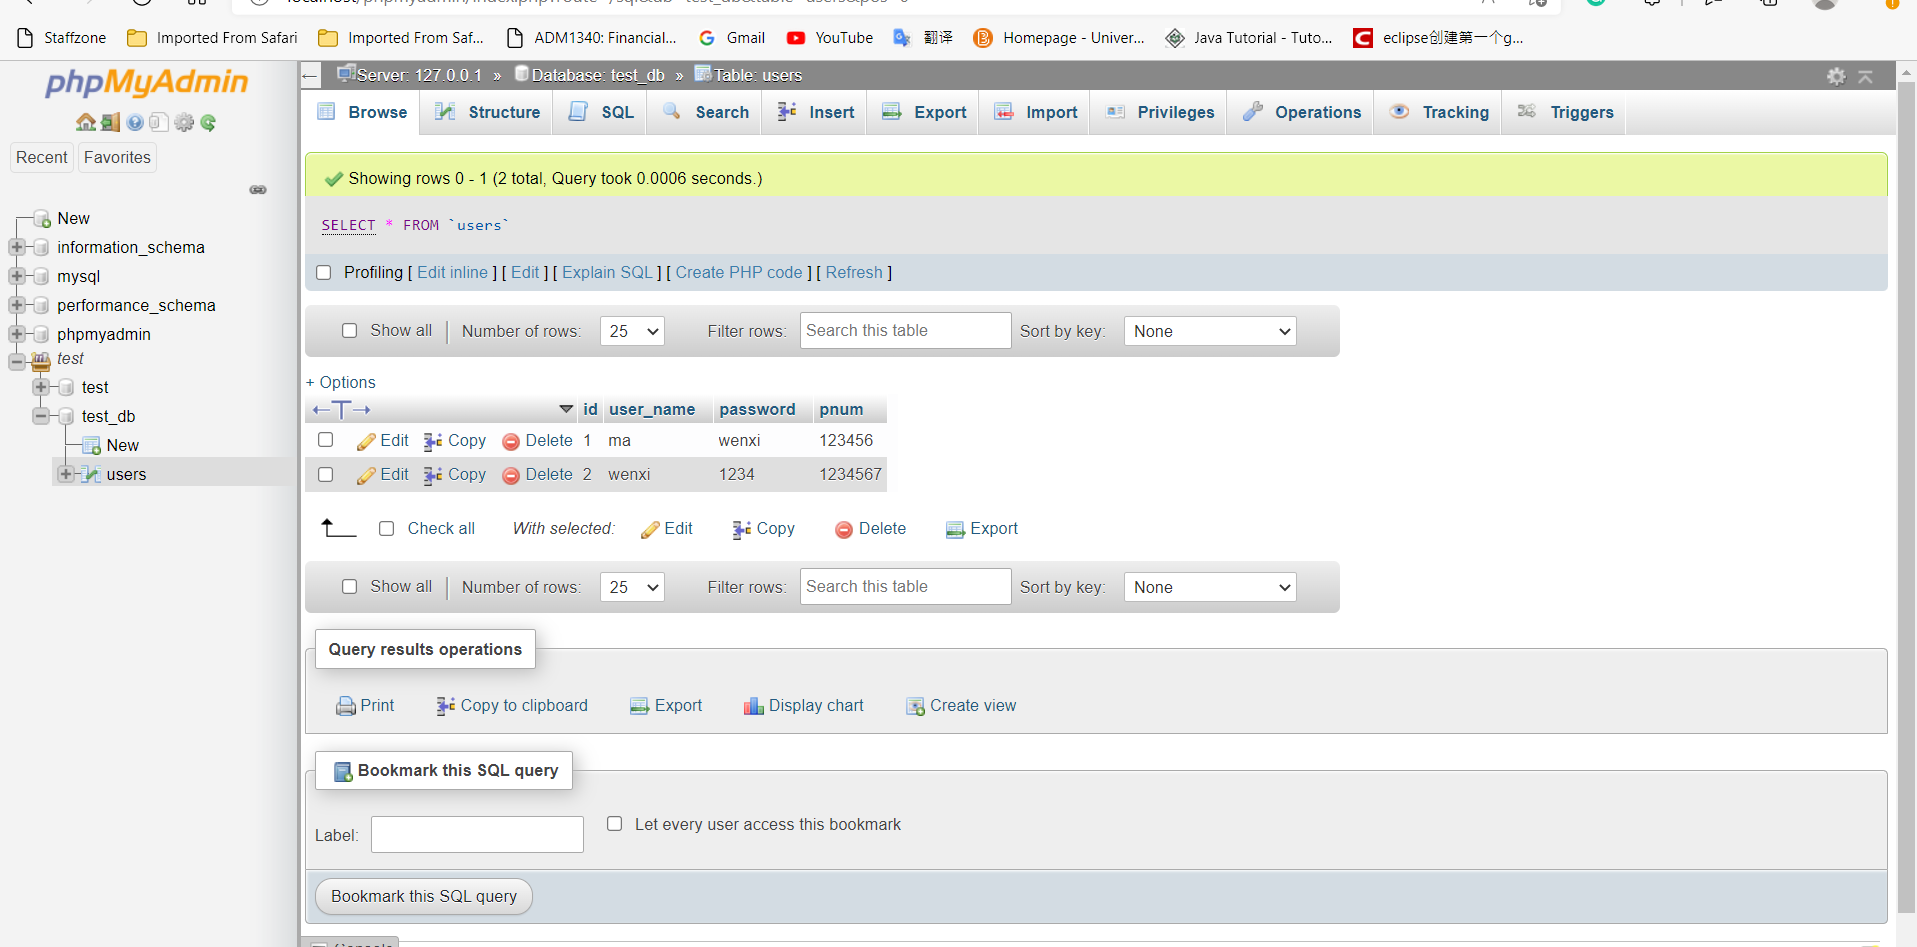 Staffzone Imported From Safari Imported From Saf... ADM1340: Financial... Gmail YouTube 翻译 Homepage - Univer... Java Tutorial - Tuto... eclipse创建第一个g...
phpMyAdmin
Recent Favorites
New
information_schema
mysql
performance_schema
phpmyadmin
test
test
test_db
New
users
Server: 127.0.0.1 » Database: test_db » Table: users
Browse Structure SQL Search Insert Export Import Privileges Operations Tracking Triggers
Showing rows 0 - 1 (2 total, Query took 0.0006 seconds.)
SELECT * FROM `users`
Profiling [ Edit inline ] [ Edit ] [ Explain SQL ] [ Create PHP code ] [ Refresh ]
Show all Number of rows: 25 Filter rows: Search this table Sort by key: None
+ Options
←T→ id user_name password pnum
Edit Copy Delete 1 ma wenxi 123456
Edit Copy Delete 2 wenxi 1234 1234567
Check all With selected: Edit Copy Delete Export
Show all Number of rows: 25 Filter rows: Search this table Sort by key: None
Query results operations
Print Copy to clipboard Export Display chart Create view
Bookmark this SQL query
Label: Let every user access this bookmark
Bookmark this SQL query